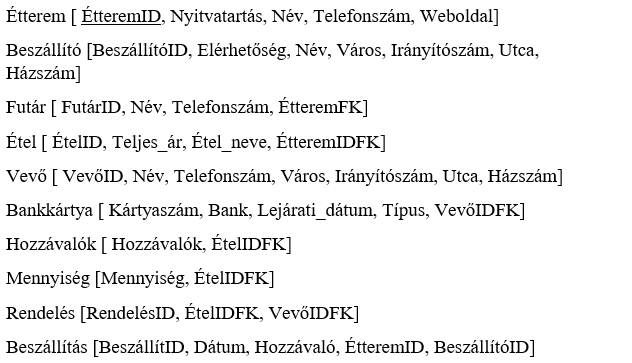 Étterem [ ÉtteremID, Nyitvatartás, Név, Telefonszám, Weboldal]
Beszállító [BeszállítóID, Elérhetőség, Név, Város, Irányítószám, Utca,
Házszám]
Futár [ FutárID, Név, Telefonszám, ÉtteremFK]
Étel [ ÉtelID, Teljes_ár, Étel_neve, ÉtteremIDFK]
Vevő [ VevőID, Név, Telefonszám, Város, Irányítószám, Utca, Házszám]
Bankkártya [ Kártyaszám, Bank, Lejárati_dátum, Típus, VevőIDFK]
Hozzávalók [ Hozzávalók, ÉtelIDFK]
Mennyiség [Mennyiség, ÉtelIDFK]
Rendelés [RendelésID, ÉtelIDFK, VevőIDFK]
Beszállítás [BeszállítID, Dátum, Hozzávaló, ÉtteremID, BeszállítóID]